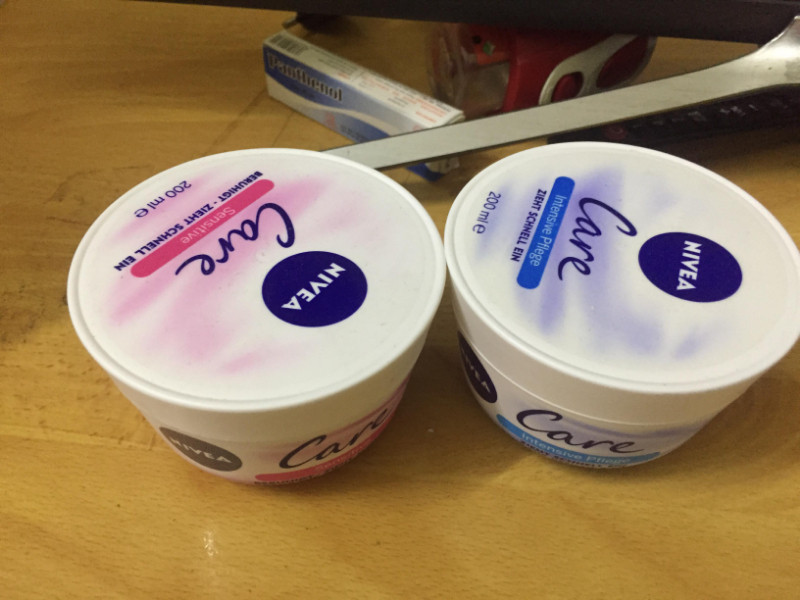 Panthenol
NIVEA
Care
Sensitive
BERUHIGT · ZIEHT SCHNELL EIN
200 ml e
NIVEA
Care
NIVEA
Care
Intensive Pflege
ZIEHT SCHNELL EIN
200 ml e
NIVEA
Care
Intensive Pflege